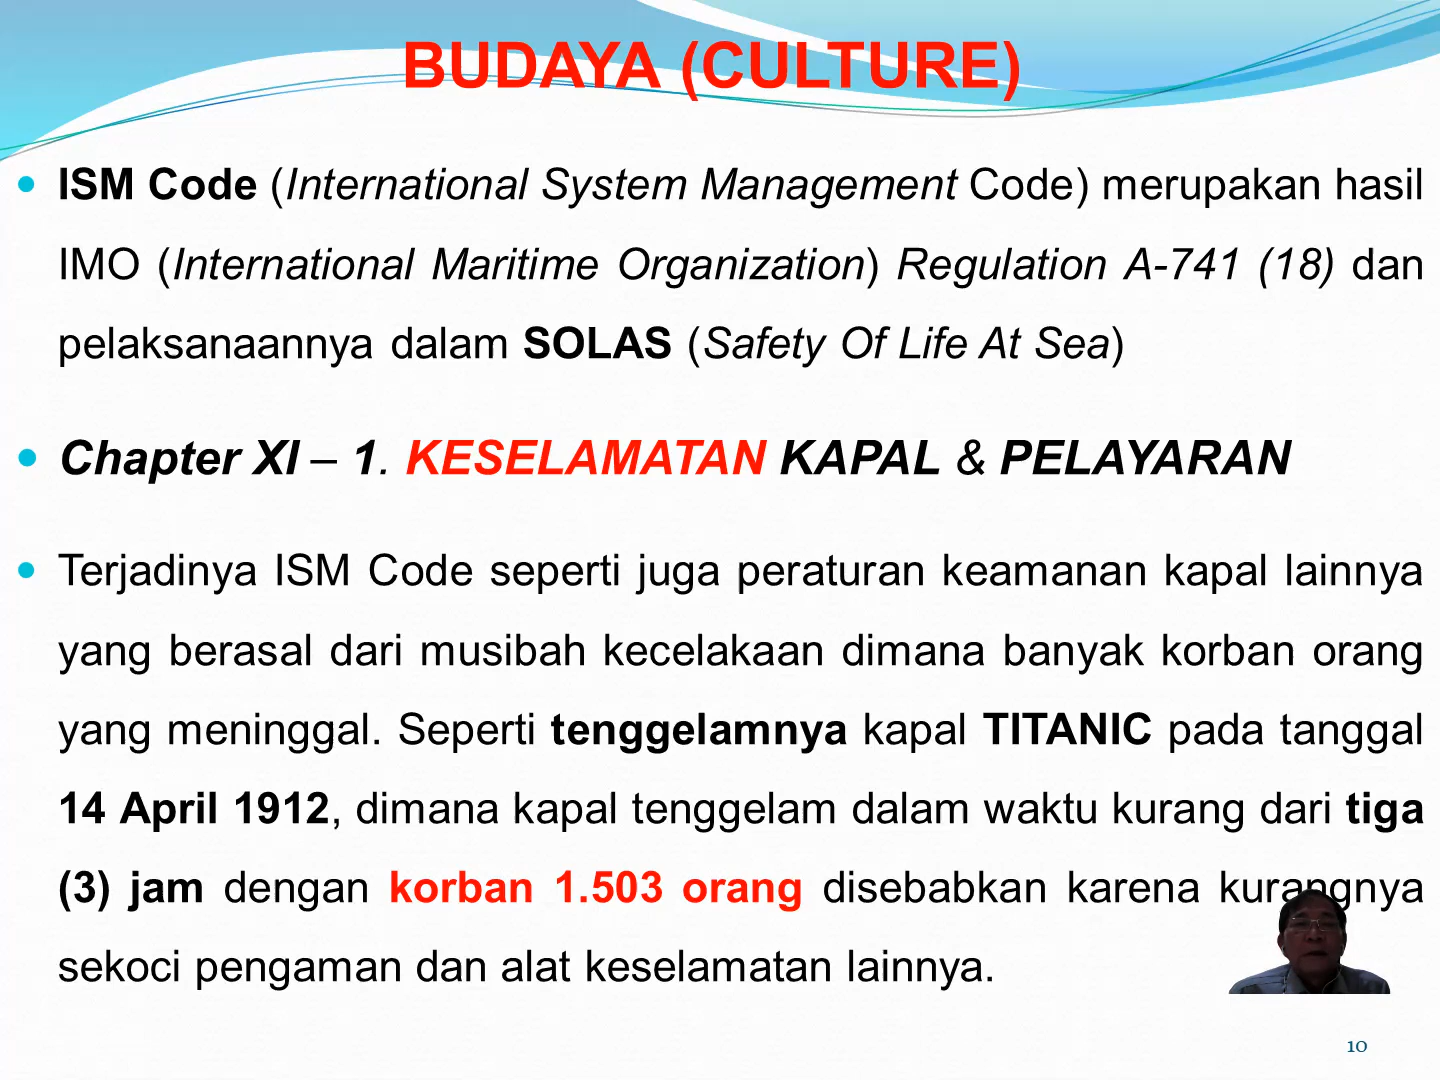 BUDAYA (CULTURE)
• ISM Code (International System Management Code) merupakan hasil
IMO (International Maritime Organization) Regulation A-741 (18) dan
pelaksanaannya dalam SOLAS (Safety Of Life At Sea)
• Chapter XI – 1. KESELAMATAN KAPAL & PELAYARAN
• Terjadinya ISM Code seperti juga peraturan keamanan kapal lainnya
yang berasal dari musibah kecelakaan dimana banyak korban orang
yang meninggal. Seperti tenggelamnya kapal TITANIC pada tanggal
14 April 1912, dimana kapal tenggelam dalam waktu kurang dari tiga
(3) jam dengan korban 1.503 orang disebabkan karena kurangnya
sekoci pengaman dan alat keselamatan lainnya.
10